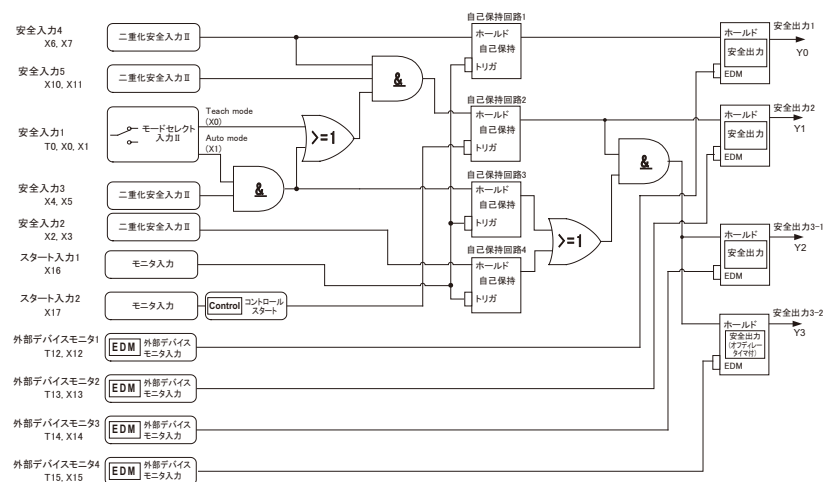 安全入力4
X6, X7
二重化安全入力Ⅱ
安全入力5
X10, X11
二重化安全入力Ⅱ
安全入力1
T0, X0, X1
モードセレクト
入力Ⅱ
Teach mode
(X0)
Auto mode
(X1)
安全入力3
X4, X5
二重化安全入力Ⅱ
安全入力2
X2, X3
二重化安全入力Ⅱ
スタート入力1
X16
モニタ入力
スタート入力2
X17
モニタ入力
Control
コントロール
スタート
外部デバイスモニタ1
T12, X12
EDM
外部デバイス
モニタ入力
外部デバイスモニタ2
T13, X13
EDM
外部デバイス
モニタ入力
外部デバイスモニタ3
T14, X14
EDM
外部デバイス
モニタ入力
外部デバイスモニタ4
T15, X15
EDM
外部デバイス
モニタ入力
&
>=1
&
自己保持回路1
ホールド
自己保持
トリガ
自己保持回路2
ホールド
自己保持
トリガ
自己保持回路3
ホールド
自己保持
トリガ
自己保持回路4
ホールド
自己保持
トリガ
>=1
&
ホールド
安全出力
EDM
安全出力1
Y0
ホールド
安全出力
EDM
安全出力2
Y1
ホールド
安全出力
EDM
安全出力3-1
Y2
ホールド
安全出力
(オフディレー
タイマ付)
EDM
安全出力3-2
Y3